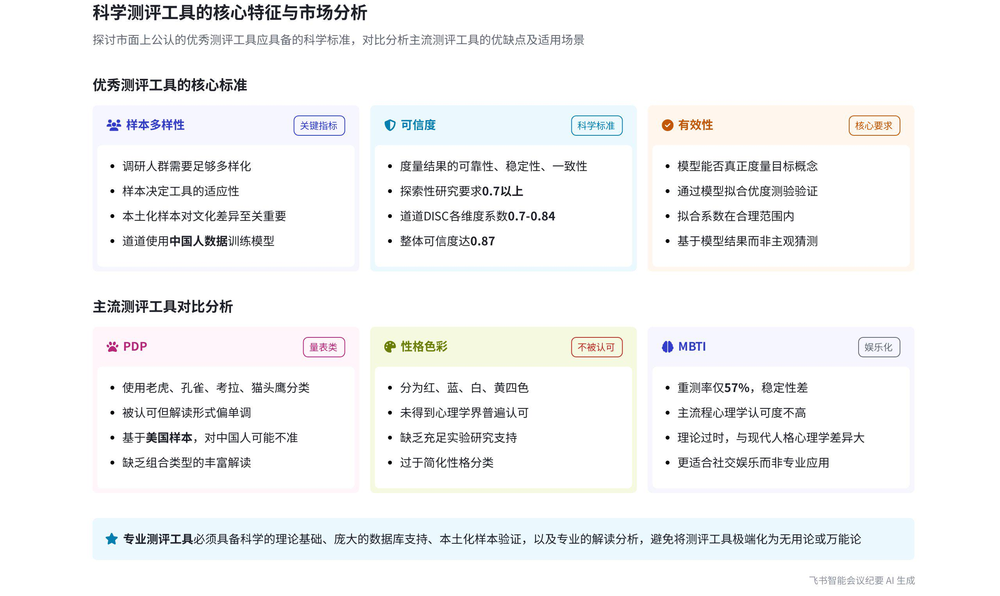 科学测评工具的核心特征与市场分析
探讨市面上公认的优秀测评工具应具备的科学标准，对比分析主流测评工具的优缺点及适用场景
优秀测评工具的核心标准
样本多样性
关键指标
调研人群需要足够多样化
样本决定工具的适应性
本土化样本对文化差异至关重要
道道使用中国人数据训练模型
可信度
科学标准
度量结果的可靠性、稳定性、一致性
探索性研究要求0.7以上
道道DISC各维度系数0.7-0.84
整体可信度达0.87
有效性
核心要求
模型能否真正度量目标概念
通过模型拟合优度测验验证
拟合系数在合理范围内
基于模型结果而非主观猜测
主流测评工具对比分析
PDP
量表类
使用老虎、孔雀、考拉、猫头鹰分类
被认可但解读形式偏单调
基于美国样本，对中国人可能不准
缺乏组合类型的丰富解读
性格色彩
不被认可
分为红、蓝、白、黄四色
未得到心理学界普遍认可
缺乏充足实验研究支持
过于简化性格分类
MBTI
娱乐化
重测率仅57%，稳定性差
主流程心理学认可度不高
理论过时，与现代人格心理学差异大
更适合社交娱乐而非专业应用
专业测评工具必须具备科学的理论基础、庞大的数据库支持、本土化样本验证，以及专业的解读分析，避免将测评工具极端化为无用论或万能论
飞书智能会议纪要 AI 生成